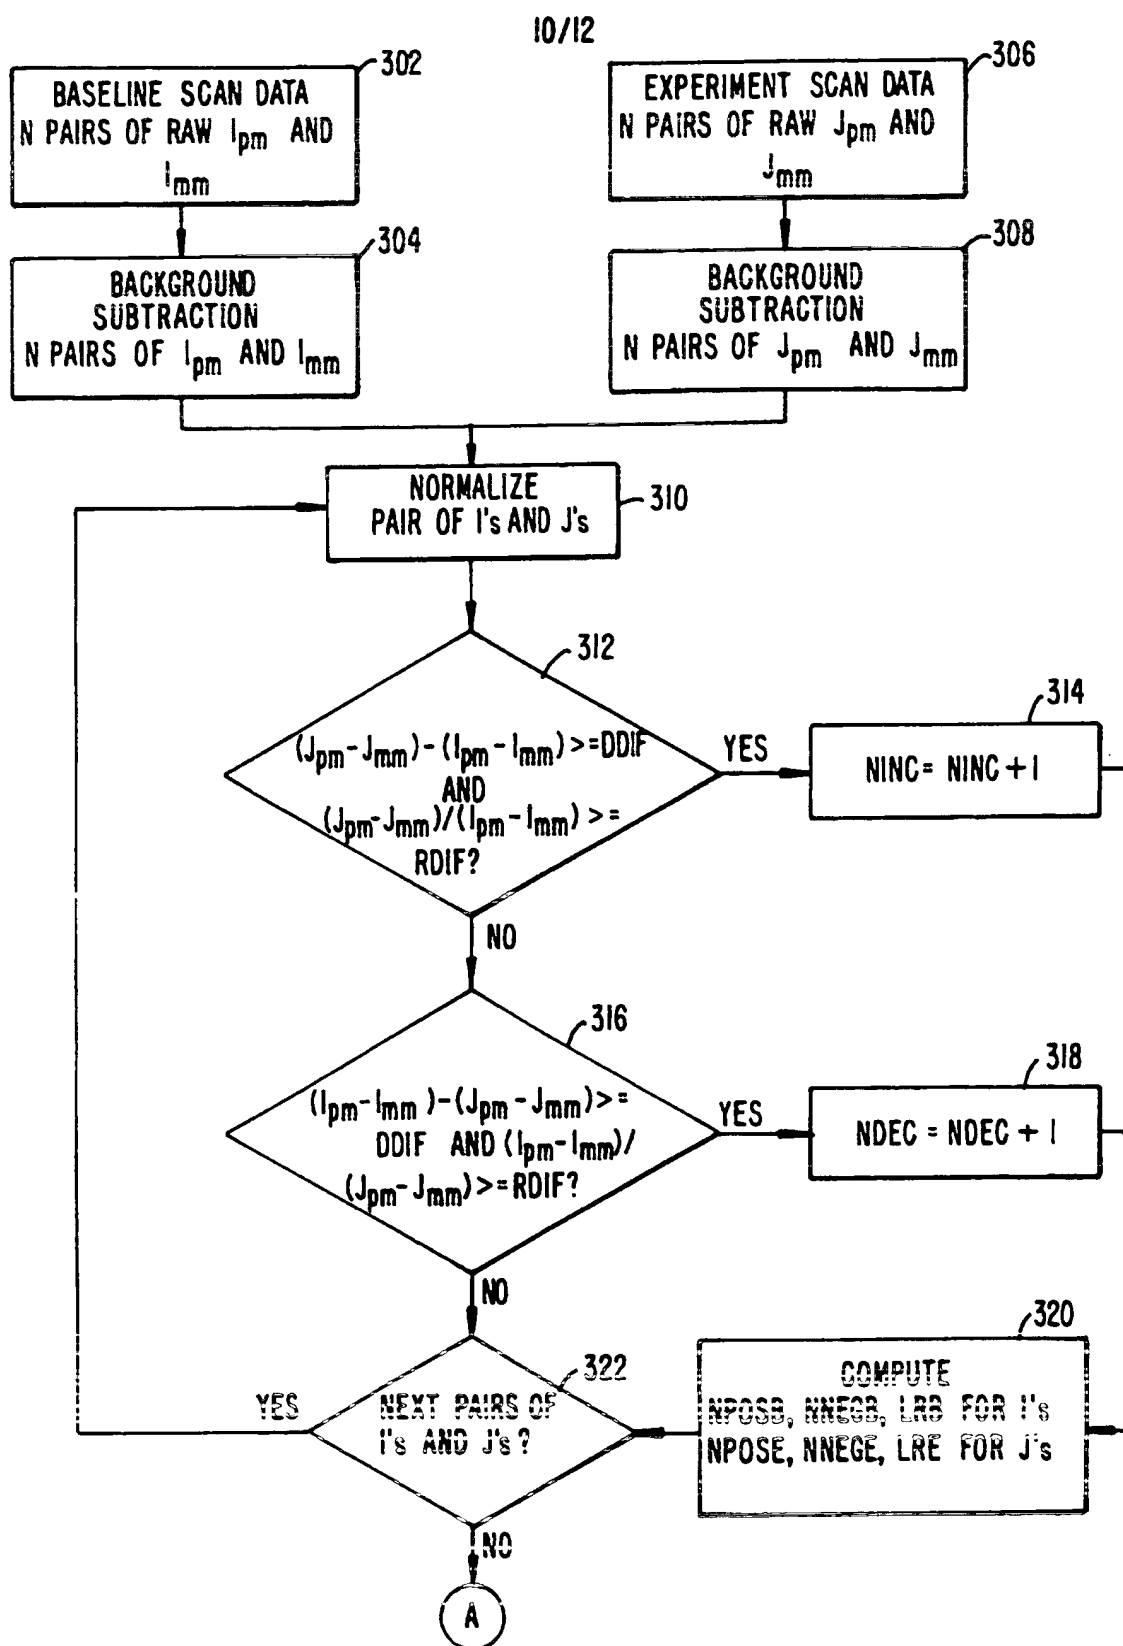 10/12
302
BASELINE SCAN DATA
N PAIRS OF RAW Ipm AND
Imm
306
EXPERIMENT SCAN DATA
N PAIRS OF RAW Jpm AND
Jmm
304
BACKGROUND
SUBTRACTION
N PAIRS OF Ipm AND Imm
308
BACKGROUND
SUBTRACTION
N PAIRS OF Jpm AND Jmm
310
NORMALIZE
PAIR OF I's AND J's
312
(Jpm-Jmm)-(Ipm-Imm)>=DDIF
AND
(Jpm-Jmm)/(Ipm-Imm)>=
RDIF?
YES
314
NINC= NINC+1
NO
316
(Ipm-Imm)-(Jpm-Jmm)>=
DDIF AND (Ipm-Imm)/
(Jpm-Jmm)>=RDIF?
YES
318
NDEC = NDEC + 1
NO
320
COMPUTE
NPOSB, NNEGB, LRB FOR I's
NPOSE, NNEGE, LRE FOR J's
322
NEXT PAIRS OF
I's AND J's?
YES
NO
A